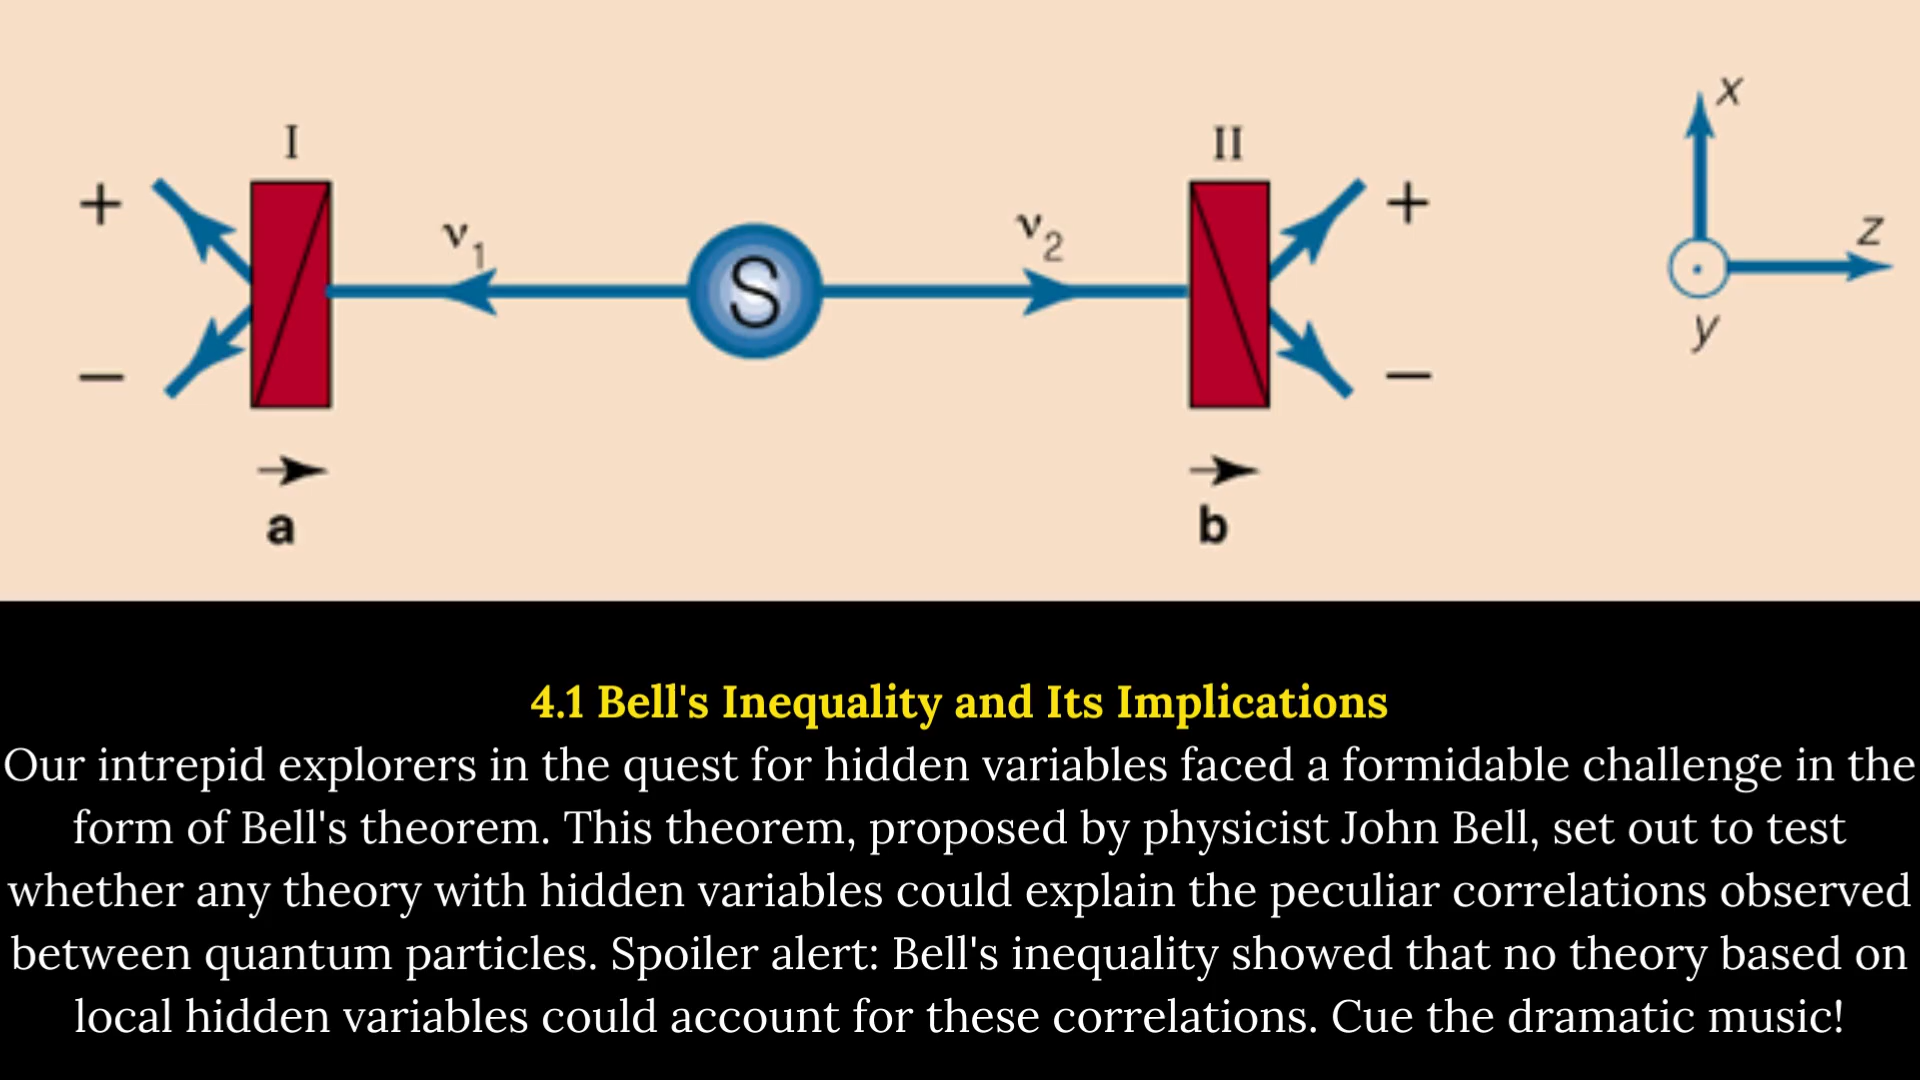 x
I
II
+
+
ν1
ν2
z
S
y
−
−
a
b
4.1 Bell's Inequality and Its Implications
Our intrepid explorers in the quest for hidden variables faced a formidable challenge in the
form of Bell's theorem. This theorem, proposed by physicist John Bell, set out to test
whether any theory with hidden variables could explain the peculiar correlations observed
between quantum particles. Spoiler alert: Bell's inequality showed that no theory based on
local hidden variables could account for these correlations. Cue the dramatic music!